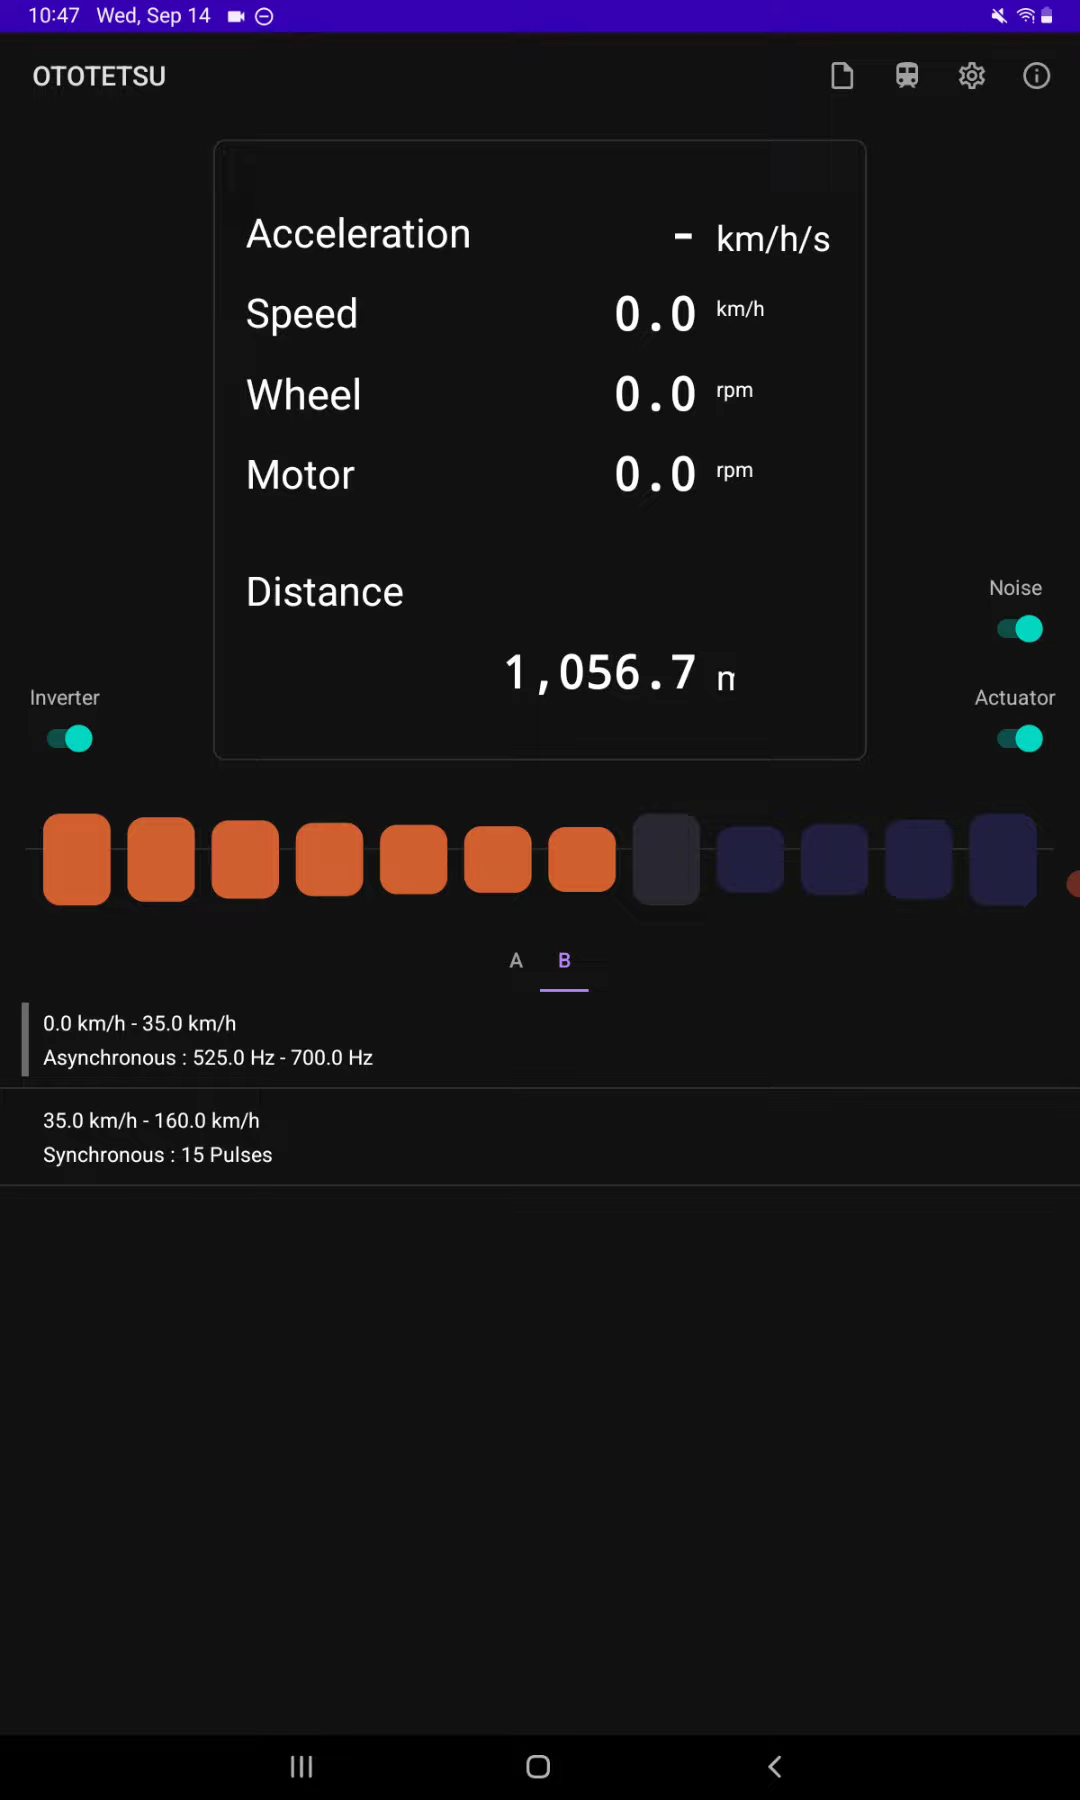 10:47 Wed, Sep 14
OTOTETSU
Acceleration - km/h/s
Speed 0.0 km/h
Wheel 0.0 rpm
Motor 0.0 rpm
Distance
1,056.7
Noise
Inverter
Actuator
A B
0.0 km/h - 35.0 km/h
Asynchronous : 525.0 Hz - 700.0 Hz
35.0 km/h - 160.0 km/h
Synchronous : 15 Pulses